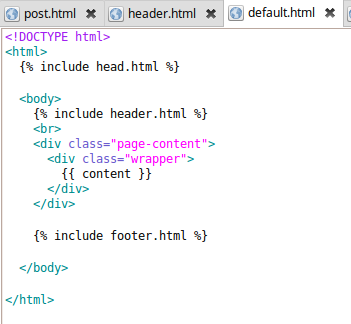 post.html ✖ header.html ✖ default.html ✖
<!DOCTYPE html>
<html>
  {% include head.html %}

  <body>
    {% include header.html %}
    <br>
    <div class="page-content">
      <div class="wrapper">
        {{ content }}
      </div>
    </div>

    {% include footer.html %}

  </body>

</html>